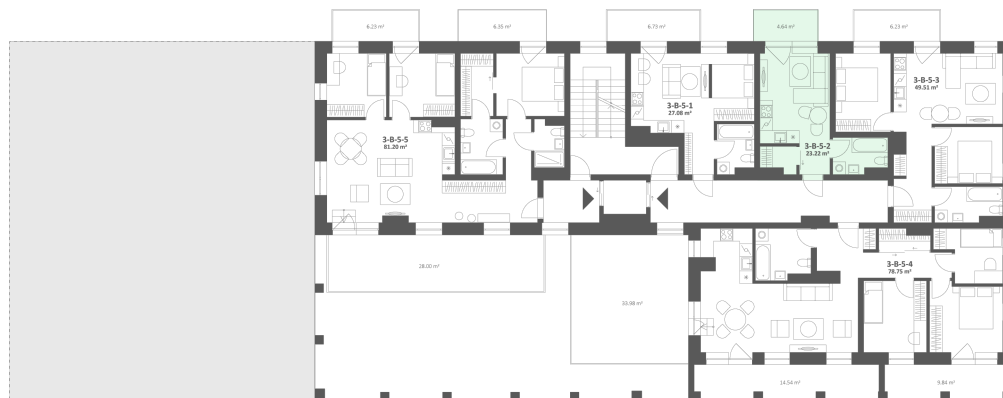 6.23 m²
6.35 m²
6.73 m²
4.64 m²
6.23 m²
3-B-5-3
49.51 m²
3-B-5-1
27.08 m²
3-B-5-5
81.20 m²
3-B-5-2
23.22 m²
3-B-5-4
78.75 m²
28.00 m²
33.98 m²
14.54 m²
9.84 m²